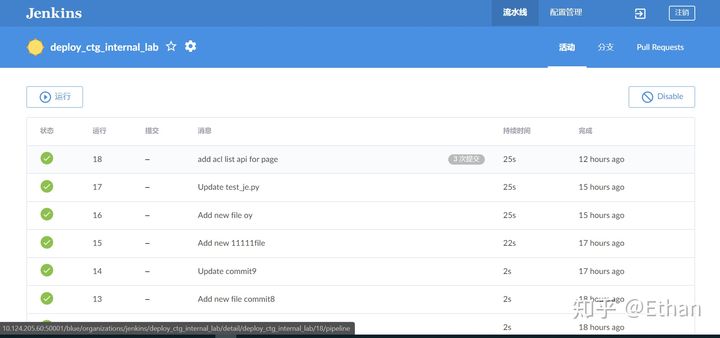 Jenkins
流水线 配置管理 注销
deploy_ctg_internal_lab
活动 分支 Pull Requests
运行 Disable
状态 运行 提交 消息 持续时间 完成
18 – add acl list api for page 3 次提交 25s 12 hours ago
17 – Update test_je.py 25s 15 hours ago
16 – Add new file oy 25s 15 hours ago
15 – Add new 11111file 22s 17 hours ago
14 – Update commit9 2s 17 hours ago
13 – Add new file commit8 2s 18 hours ago
知乎 @Ethan
10.124.205.60:50001/blue/organizations/jenkins/deploy_ctg_internal_lab/detail/deploy_ctg_internal_lab/18/pipeline
2s 18 hours ago